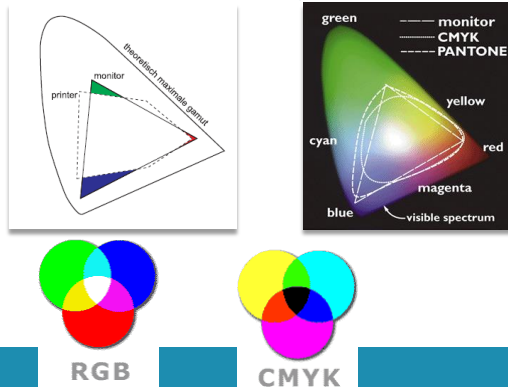 theoretisch maximale gamut
monitor
printer
green
monitor
CMYK
PANTONE
yellow
cyan
red
magenta
blue
visible spectrum
RGB
CMYK